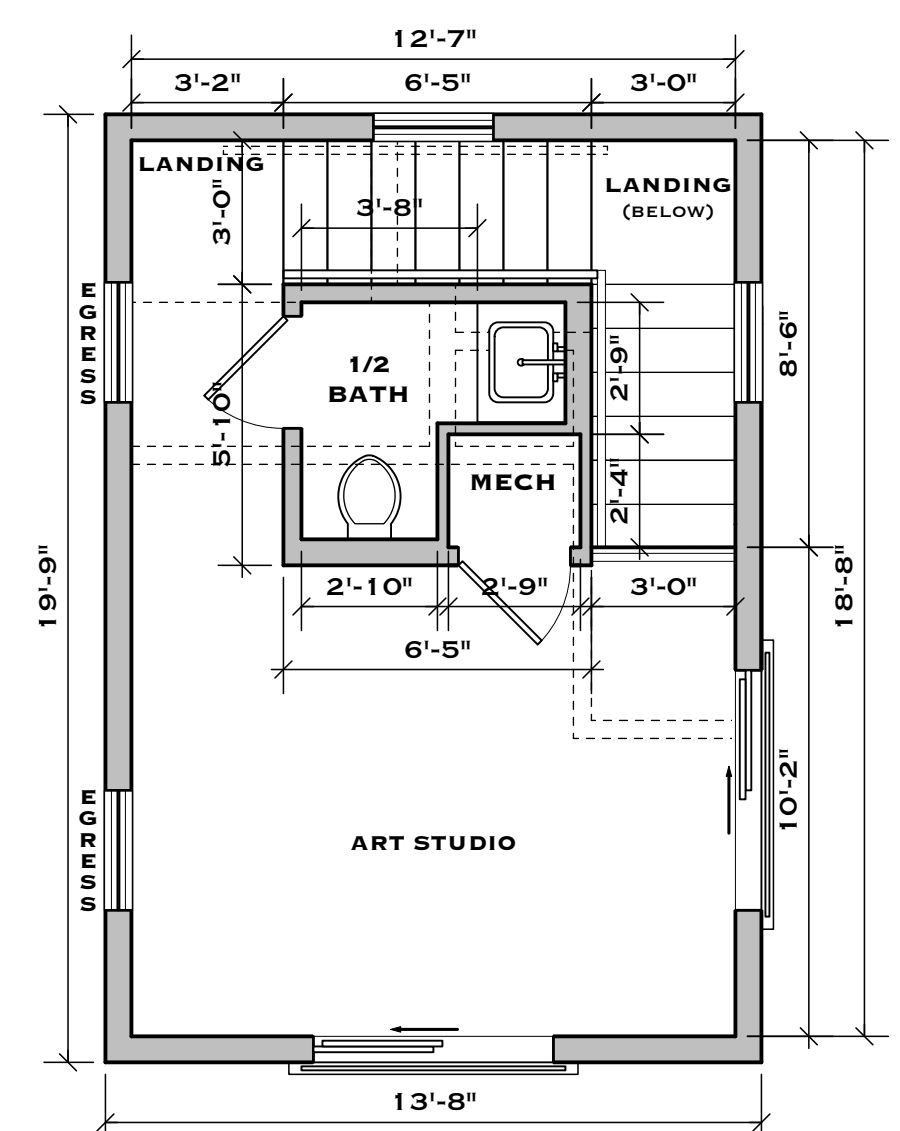 12'-7"
3'-2" 6'-5" 3'-0"
LANDING
LANDING
(BELOW)
3'-0"
3'-8"
EGRESS
1/2
BATH
2'-9"
8'-6"
5'-10"
MECH
2'-4"
19'-9"
18'-8"
2'-10" 2'-9" 3'-0"
6'-5"
10'-2"
EGRESS
ART STUDIO
13'-8"